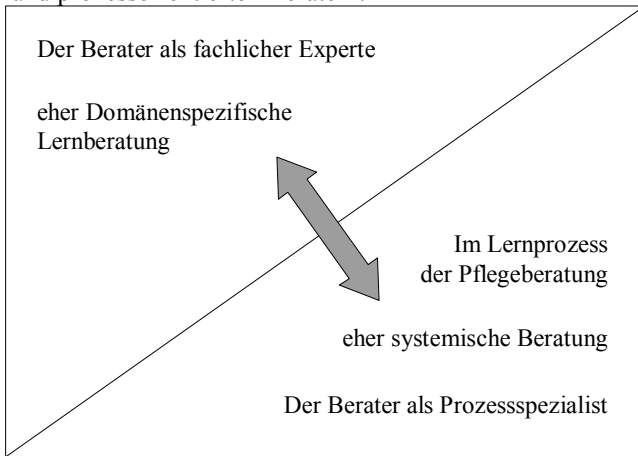 Der Berater als fachlicher Experte
eher Domänenspezifische
Lernberatung
Im Lernprozess
der Pflegeberatung
eher systemische Beratung
Der Berater als Prozessspezialist